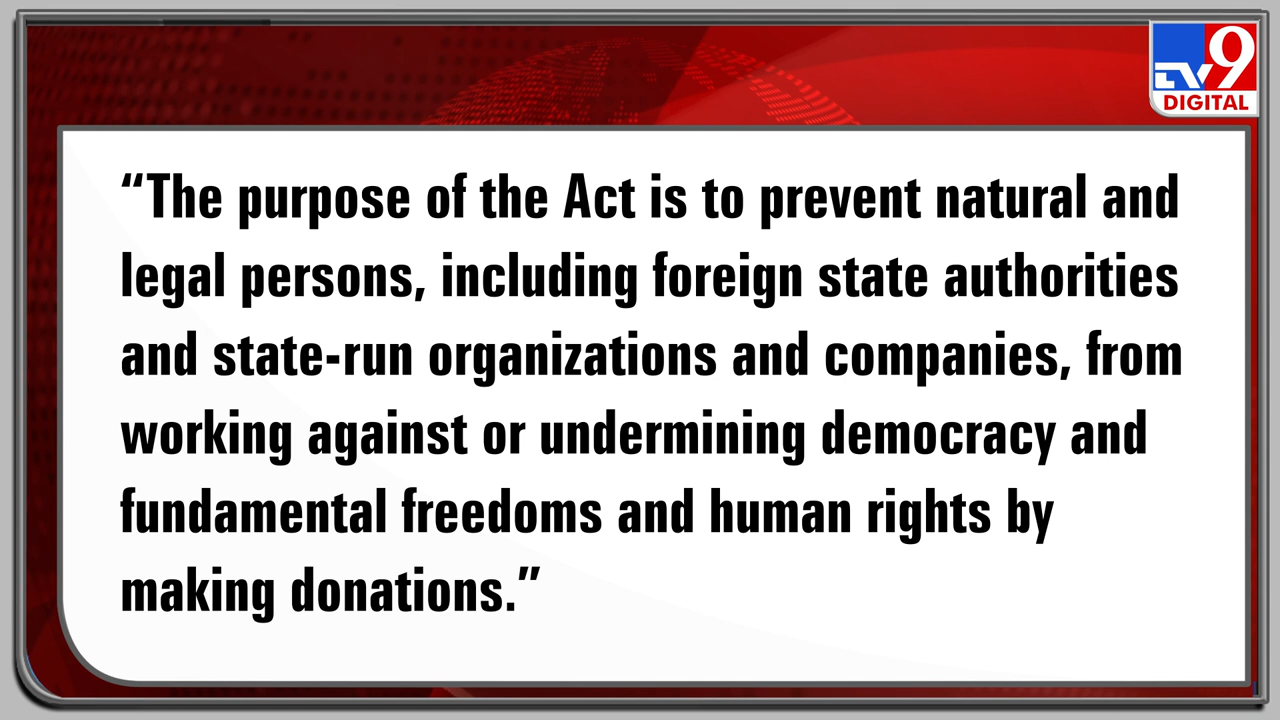 TV9
DIGITAL
“The purpose of the Act is to prevent natural and
legal persons, including foreign state authorities
and state-run organizations and companies, from
working against or undermining democracy and
fundamental freedoms and human rights by
making donations.”